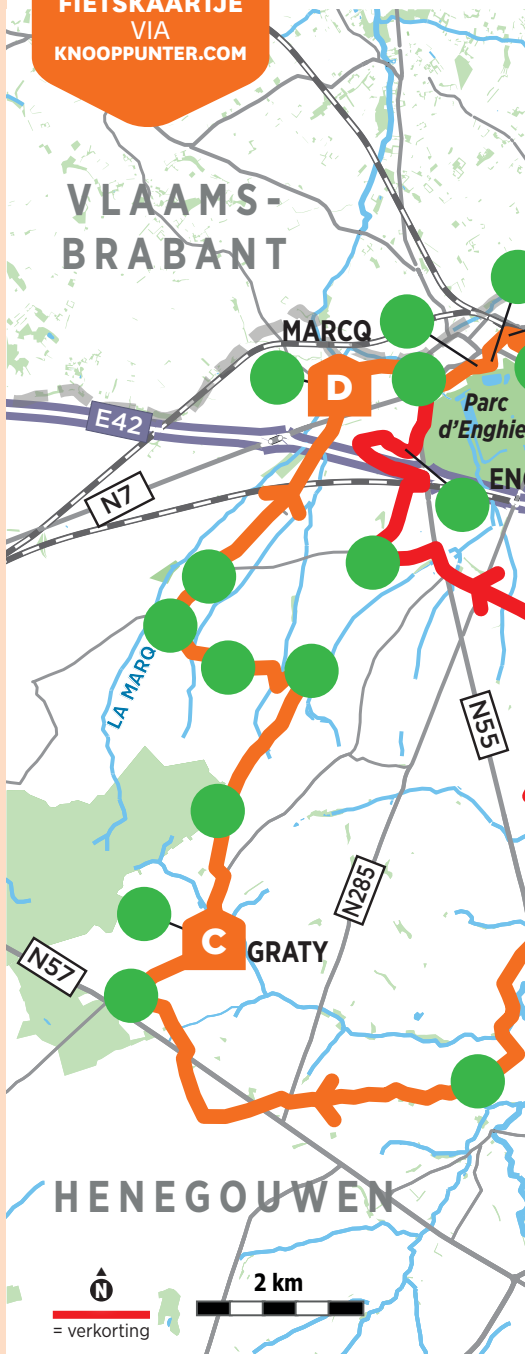 FIETSKAARTJE
VIA
KNOOPPUNTER.COM
VLAAMS-
BRABANT
MARCQ
D
Parc
d'Enghie
E42
EN
N7
LA MARQ
N55
N285
C
GRATY
N57
HENEGOUWEN
N
2 km
= verkorting